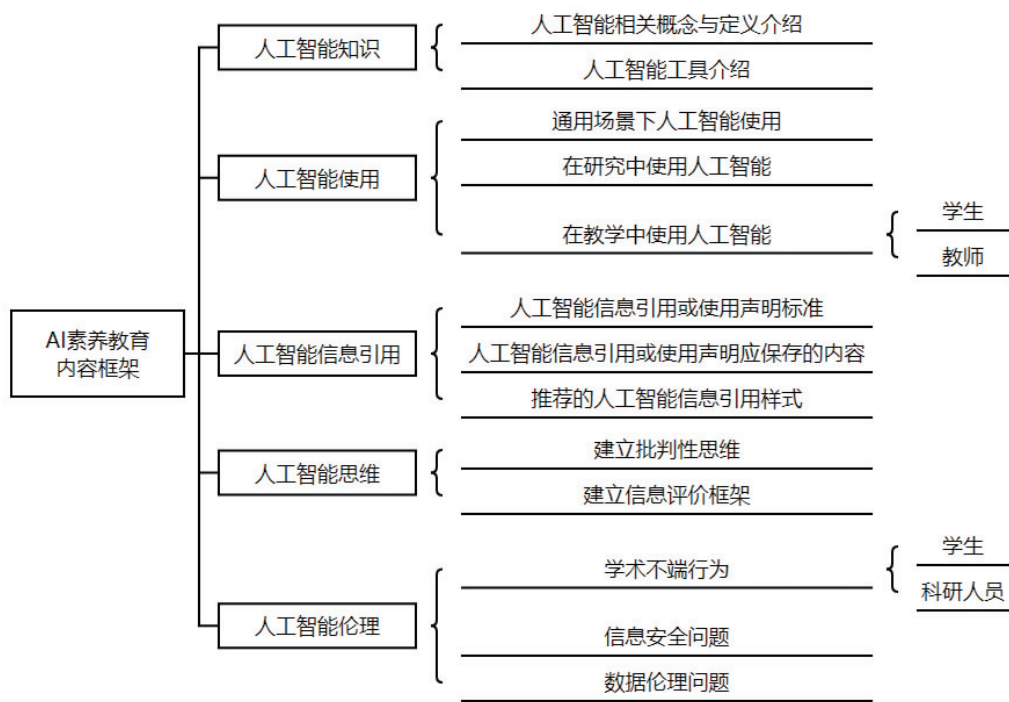 AI素养教育
内容框架
人工智能知识
人工智能相关概念与定义介绍
人工智能工具介绍
人工智能使用
通用场景下人工智能使用
在研究中使用人工智能
在教学中使用人工智能
学生
教师
人工智能信息引用
人工智能信息引用或使用声明标准
人工智能信息引用或使用声明应保存的内容
推荐的人工智能信息引用样式
人工智能思维
建立批判性思维
建立信息评价框架
人工智能伦理
学术不端行为
学生
科研人员
信息安全问题
数据伦理问题